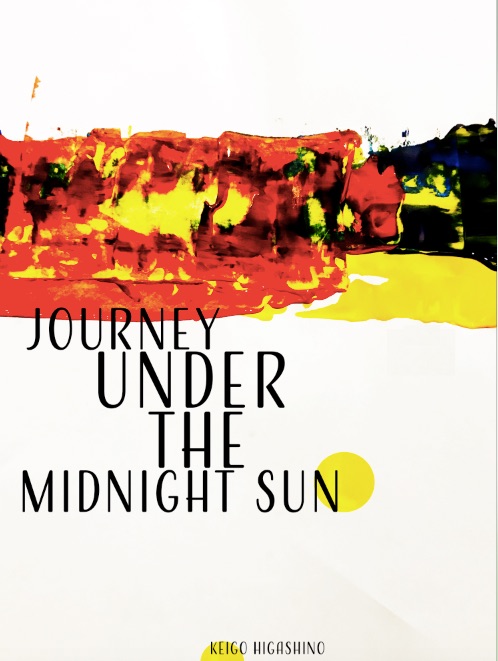 JOURNEY
UNDER
THE
MIDNIGHT SUN
KEIGO HIGASHINO